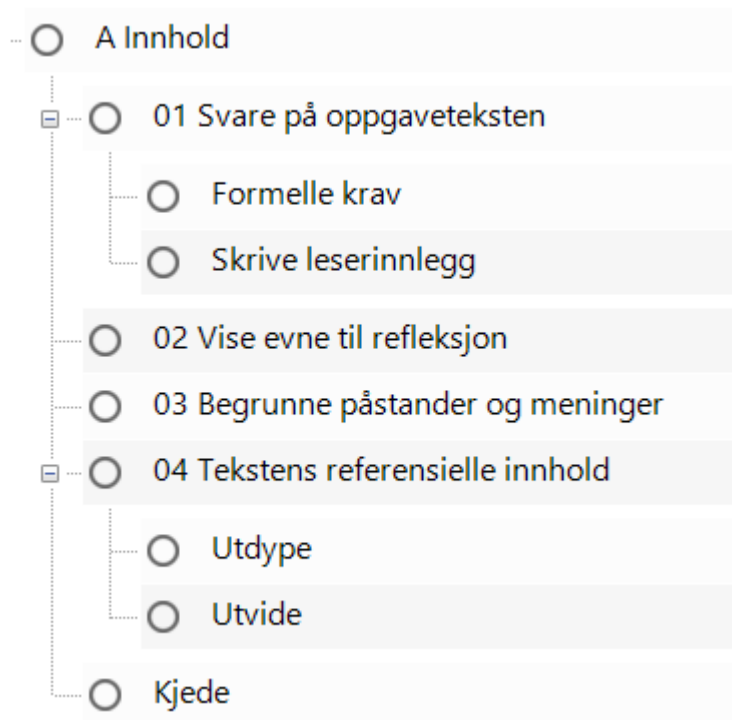 A Innhold
01 Svare på oppgaveteksten
Formelle krav
Skrive leserinnlegg
02 Vise evne til refleksjon
03 Begrunne påstander og meninger
04 Tekstens referensielle innhold
Utdype
Utvide
Kjede